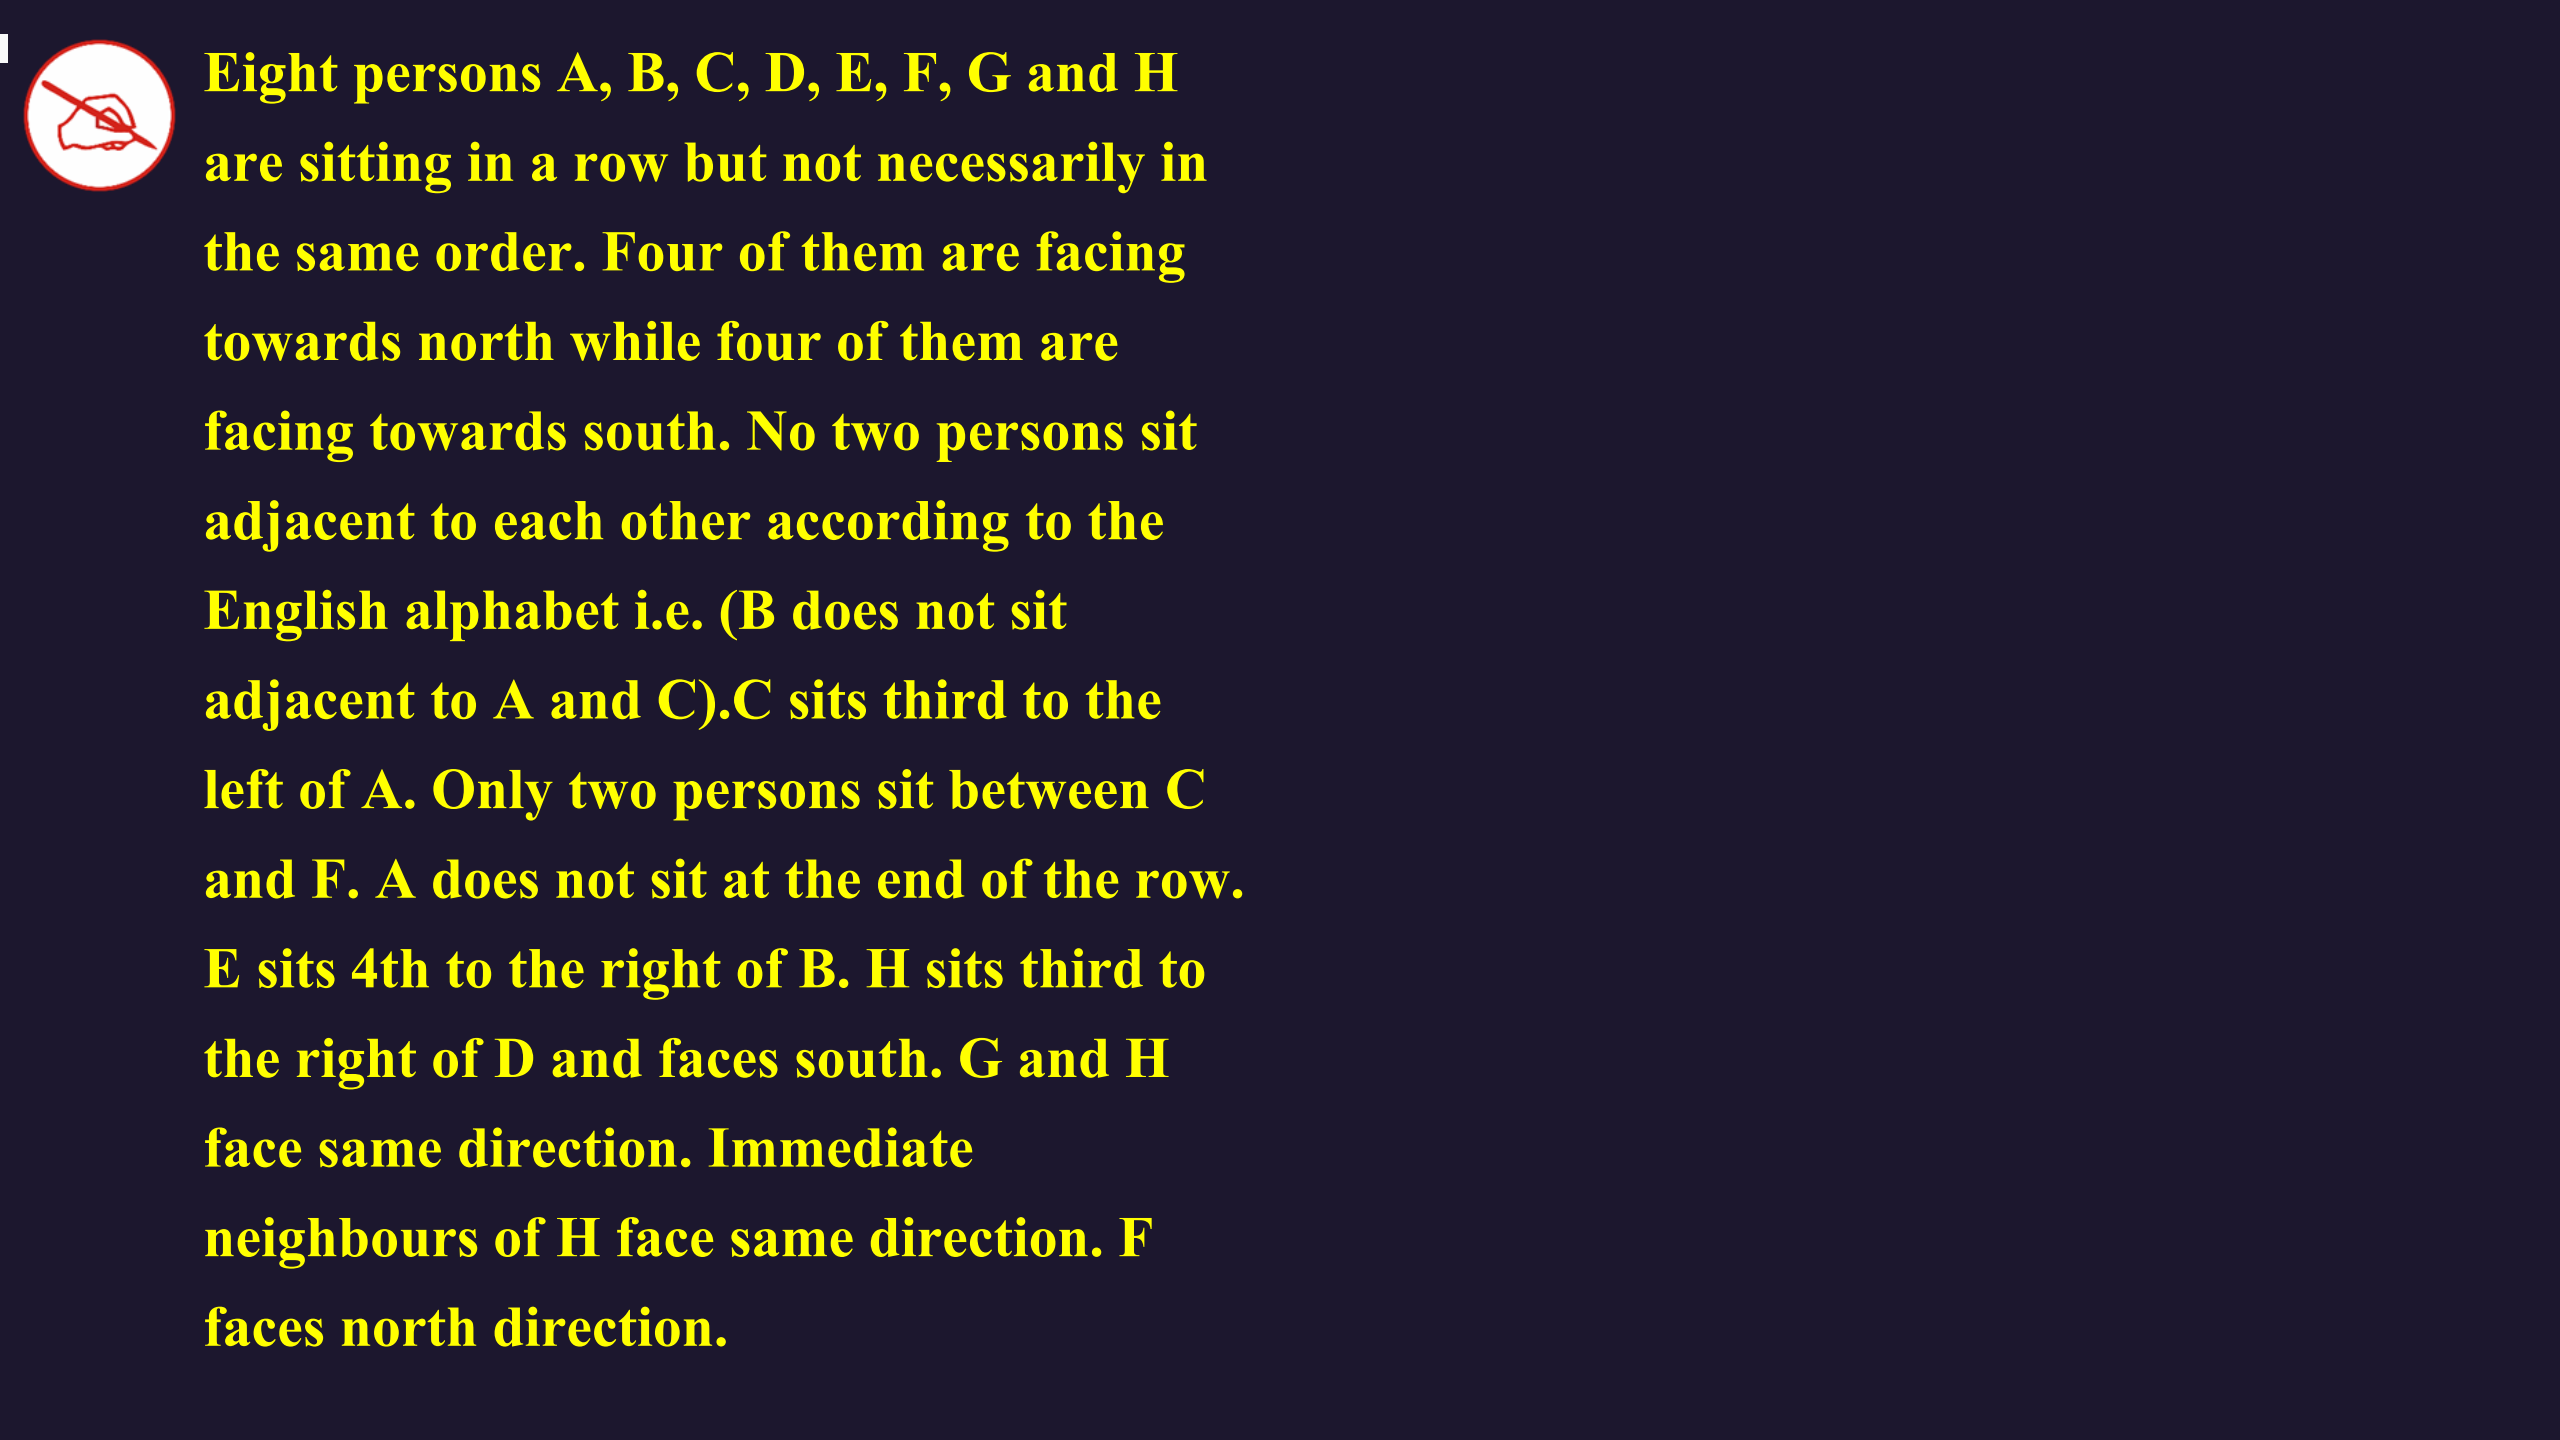 Eight persons A, B, C, D, E, F, G and H
are sitting in a row but not necessarily in
the same order. Four of them are facing
towards north while four of them are
facing towards south. No two persons sit
adjacent to each other according to the
English alphabet i.e. (B does not sit
adjacent to A and C).C sits third to the
left of A. Only two persons sit between C
and F. A does not sit at the end of the row.
E sits 4th to the right of B. H sits third to
the right of D and faces south. G and H
face same direction. Immediate
neighbours of H face same direction. F
faces north direction.